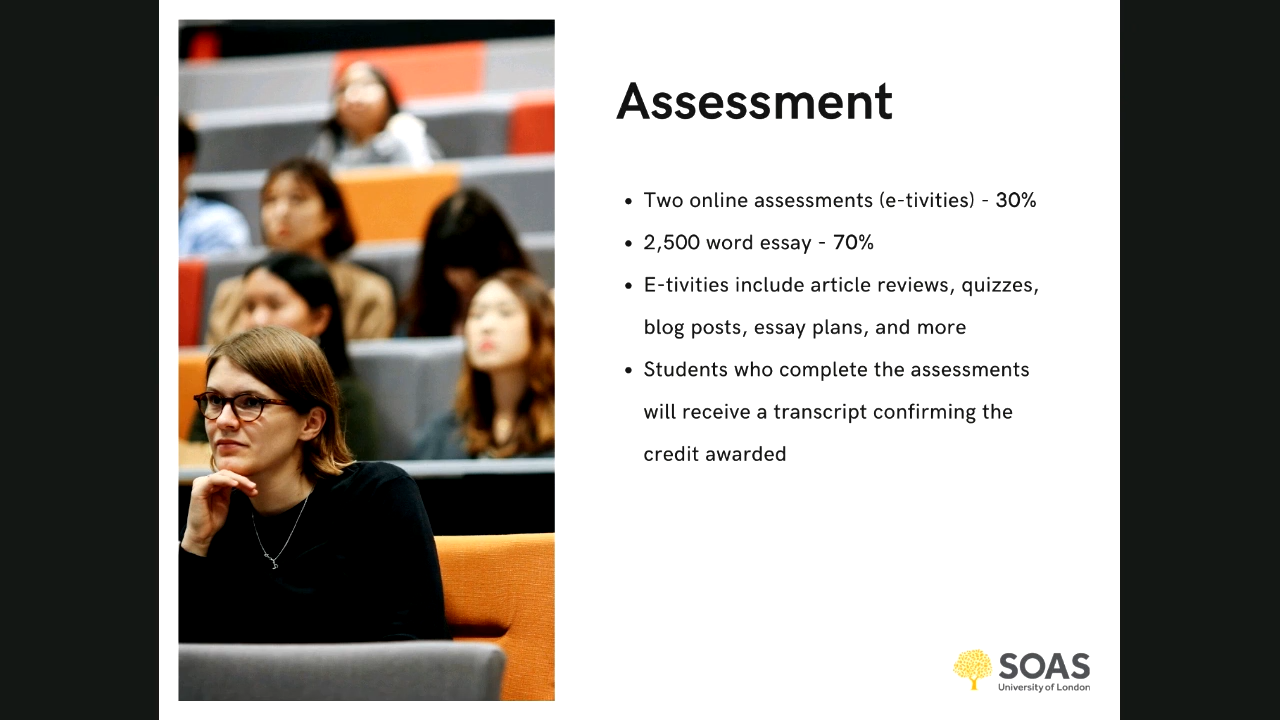 Assessment
• Two online assessments (e-tivities) - 30%
• 2,500 word essay - 70%
• E-tivities include article reviews, quizzes,
blog posts, essay plans, and more
• Students who complete the assessments
will receive a transcript confirming the
credit awarded
SOAS
University of London